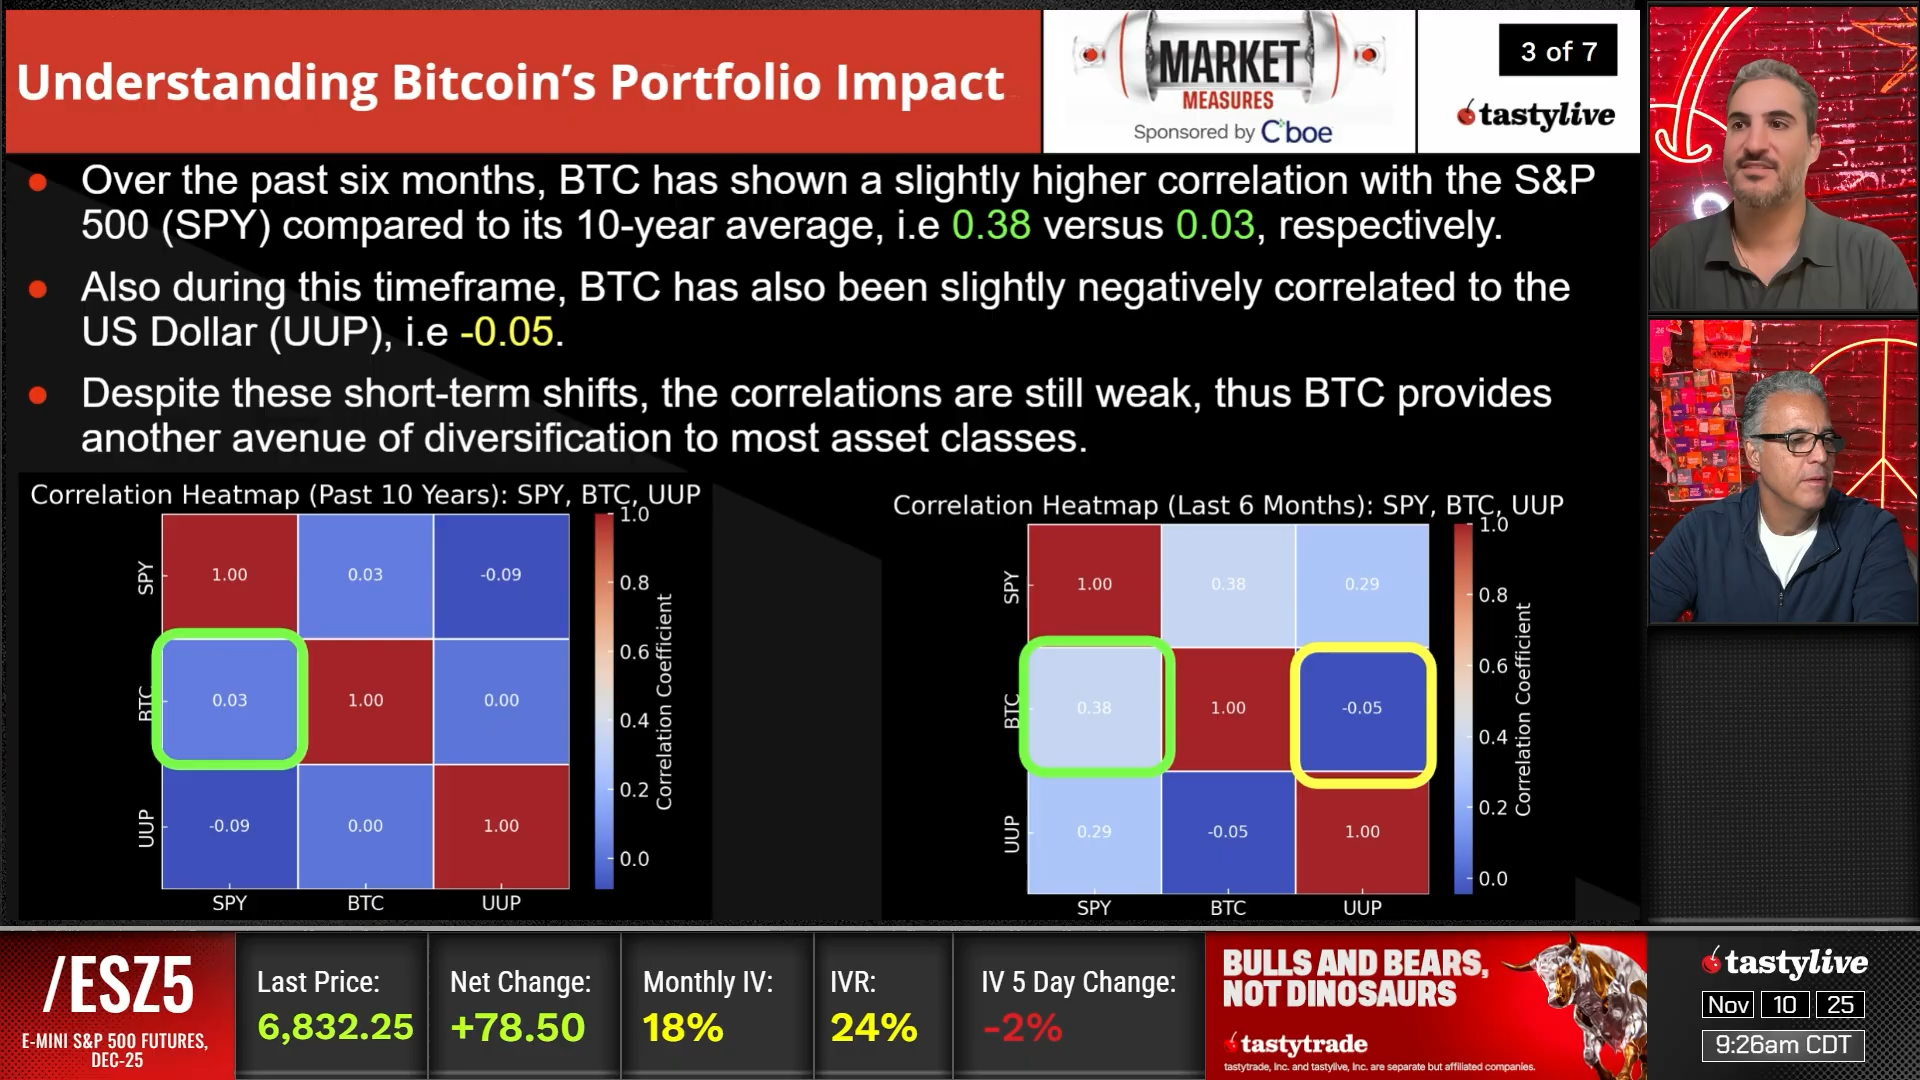 Understanding Bitcoin's Portfolio Impact
MARKET
MEASURES
Sponsored by Cboe
3 of 7
tastylive
Over the past six months, BTC has shown a slightly higher correlation with the S&P
500 (SPY) compared to its 10-year average, i.e 0.38 versus 0.03, respectively.
Also during this timeframe, BTC has also been slightly negatively correlated to the
US Dollar (UUP), i.e -0.05.
Despite these short-term shifts, the correlations are still weak, thus BTC provides
another avenue of diversification to most asset classes.
Correlation Heatmap (Past 10 Years): SPY, BTC, UUP
SPY
1.00
0.03
-0.09
BTC
0.03
1.00
0.00
UUP
-0.09
0.00
1.00
SPY
BTC
UUP
1.0
0.8
0.6
0.4
0.2
0.0
Correlation Coefficient
Correlation Heatmap (Last 6 Months): SPY, BTC, UUP
SPY
1.00
0.38
0.29
BTC
0.38
1.00
-0.05
UUP
0.29
-0.05
1.00
SPY
BTC
UUP
1.0
0.8
0.6
0.4
0.2
0.0
Correlation Coefficient
/ESZ5
E-MINI S&P 500 FUTURES,
DEC-25
Last Price:
6,832.25
Net Change:
+78.50
Monthly IV:
18%
IVR:
24%
IV 5 Day Change:
-2%
BULLS AND BEARS,
NOT DINOSAURS
tastytrade
tastytrade, Inc. and tastylive, Inc. are separate but affiliated companies.
tastylive
Nov 10 25
9:26am CDT